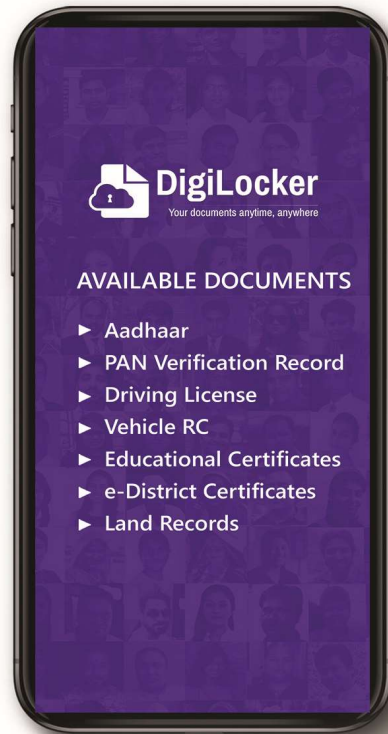 DigiLocker
Your documents anytime, anywhere
AVAILABLE DOCUMENTS
► Aadhaar
► PAN Verification Record
► Driving License
► Vehicle RC
► Educational Certificates
► e-District Certificates
► Land Records